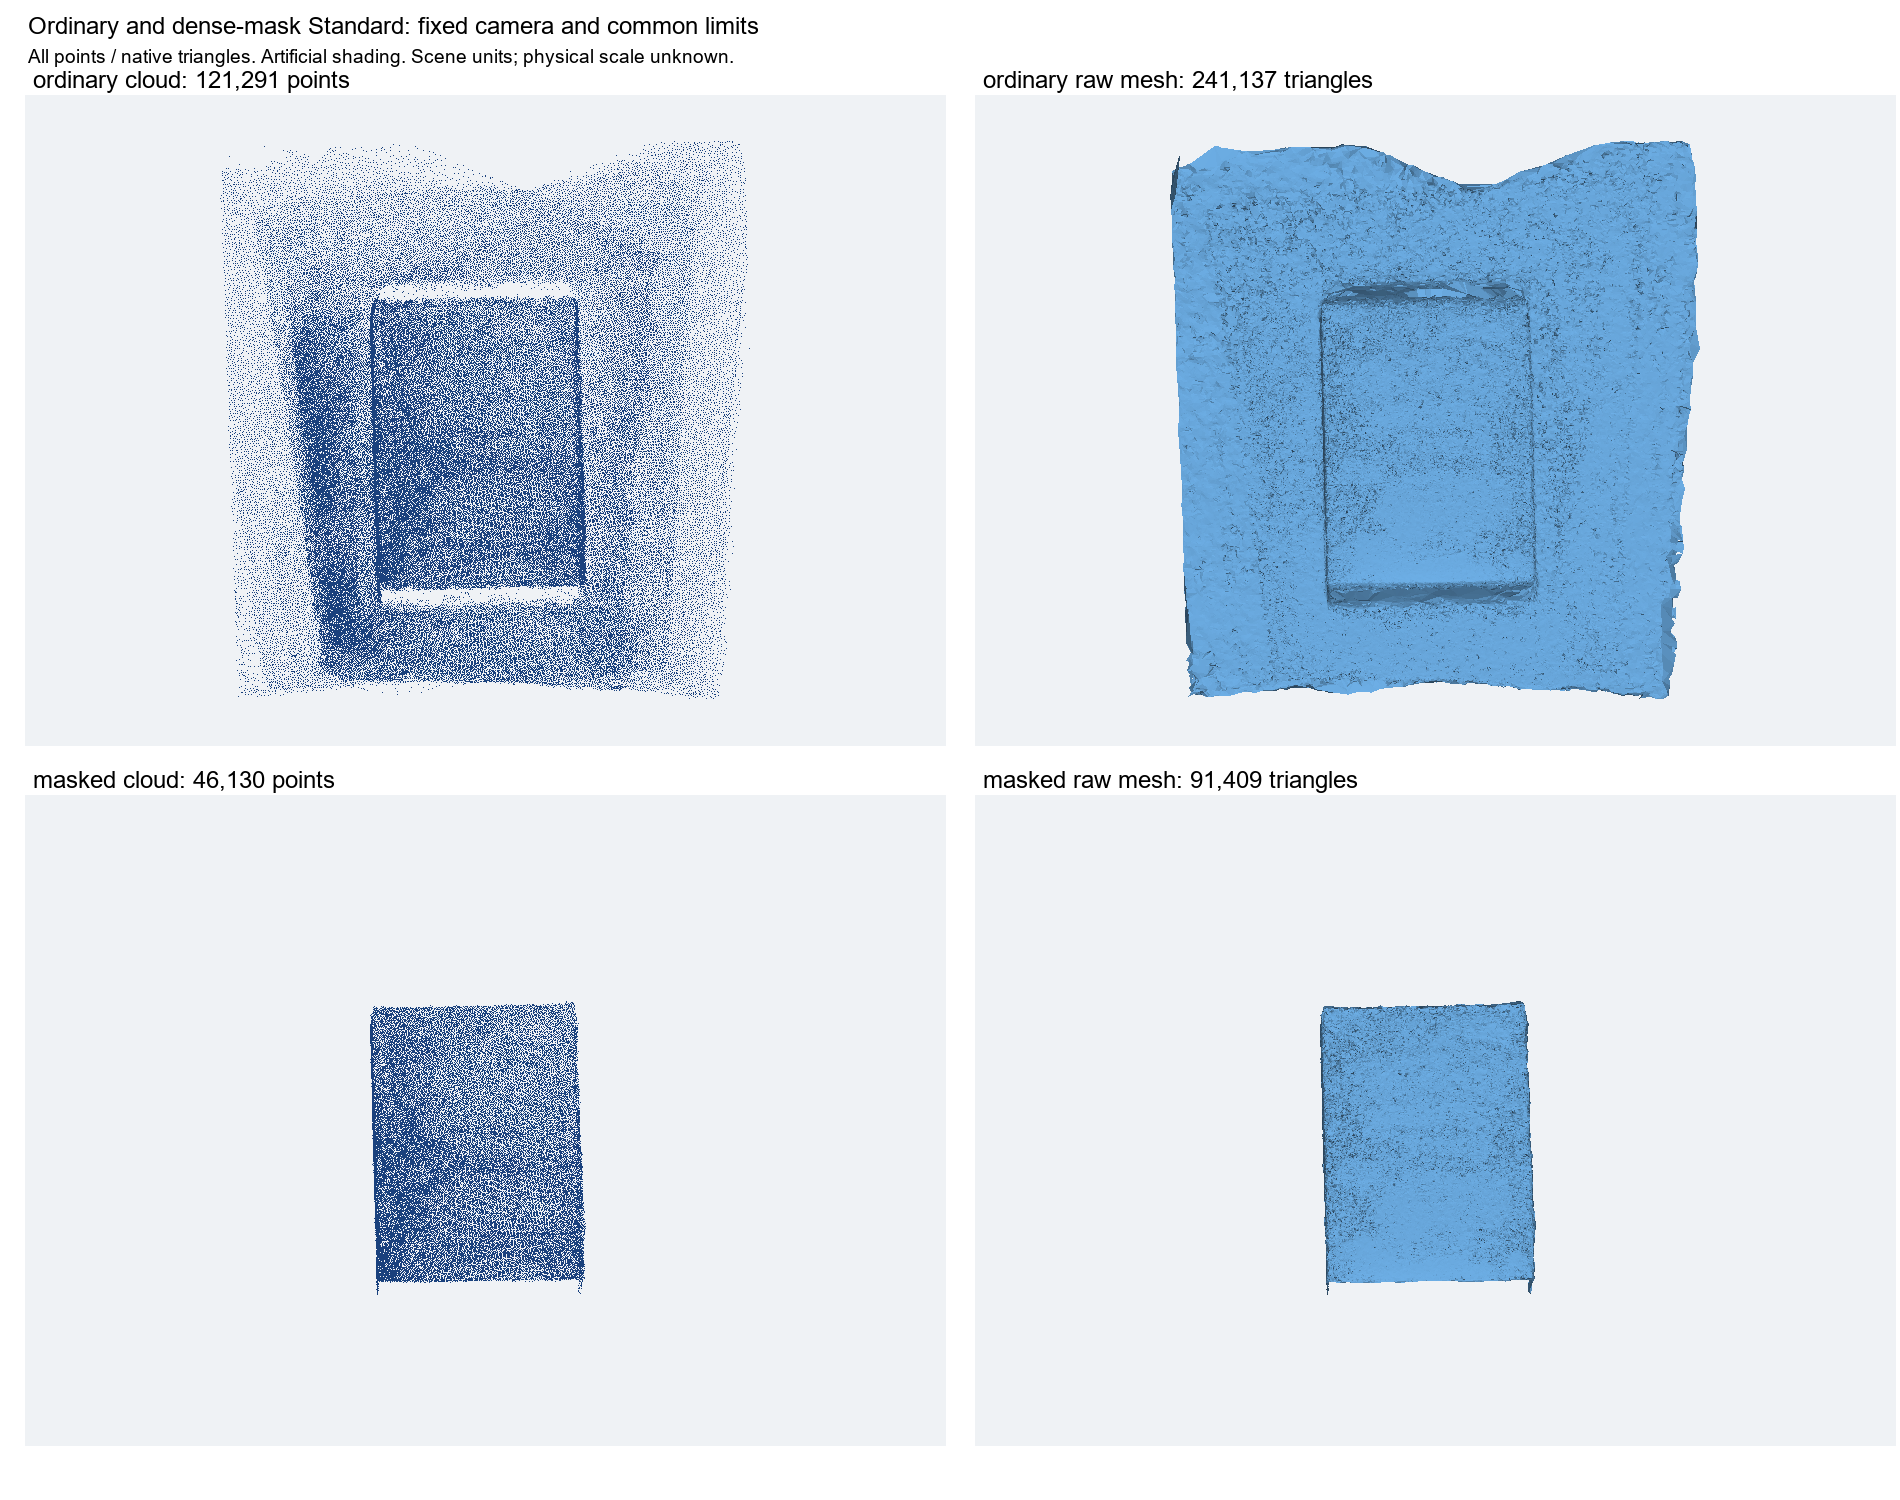 Ordinary and dense-mask Standard: fixed camera and common limits
All points / native triangles. Artificial shading. Scene units; physical scale unknown.
ordinary cloud: 121,291 points
ordinary raw mesh: 241,137 triangles
masked cloud: 46,130 points
masked raw mesh: 91,409 triangles